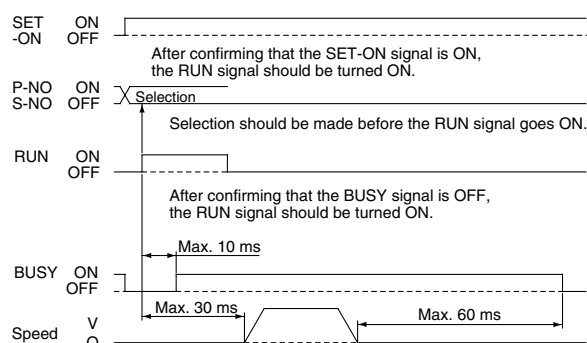 SET ON
-ON OFF
After confirming that the SET-ON signal is ON,
the RUN signal should be turned ON.
P-NO ON
S-NO OFF
Selection
Selection should be made before the RUN signal goes ON.
RUN ON
OFF
After confirming that the BUSY signal is OFF,
the RUN signal should be turned ON.
Max. 10 ms
BUSY ON
OFF
Max. 30 ms
Max. 60 ms
Speed V
O